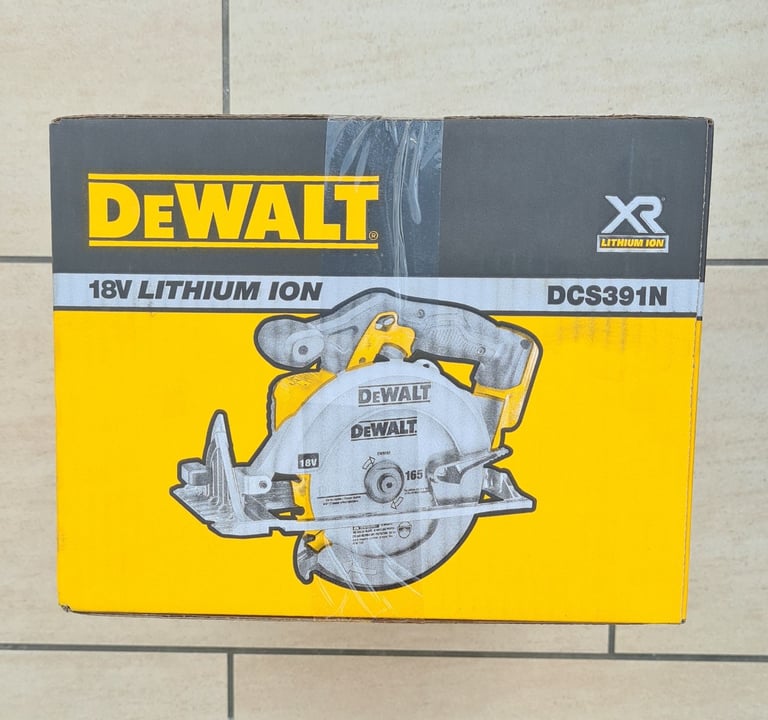 DEWALT®
XR
LITHIUM ION
18V LITHIUM ION
DCS391N
DEWALT
DEWALT
18V
165